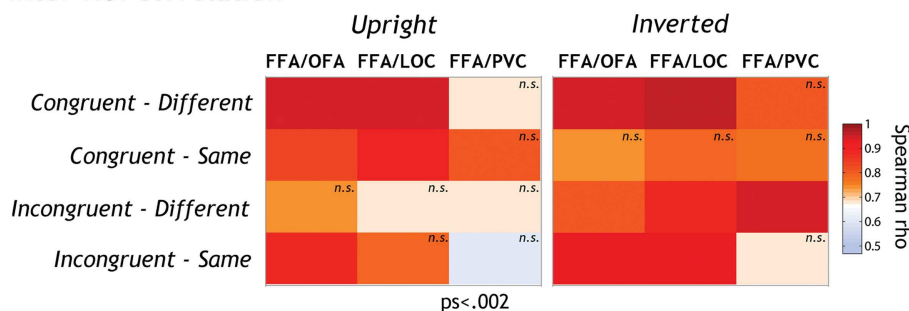 Upright Inverted
FFA/OFA FFA/LOC FFA/PVC FFA/OFA FFA/LOC FFA/PVC
Congruent - Different n.s. n.s.
Congruent - Same n.s. n.s. n.s. n.s.
Incongruent - Different n.s. n.s. n.s.
Incongruent - Same n.s. n.s. n.s.
1
0.9
0.8
0.7
0.6
0.5
Spearman rho
ps<.002